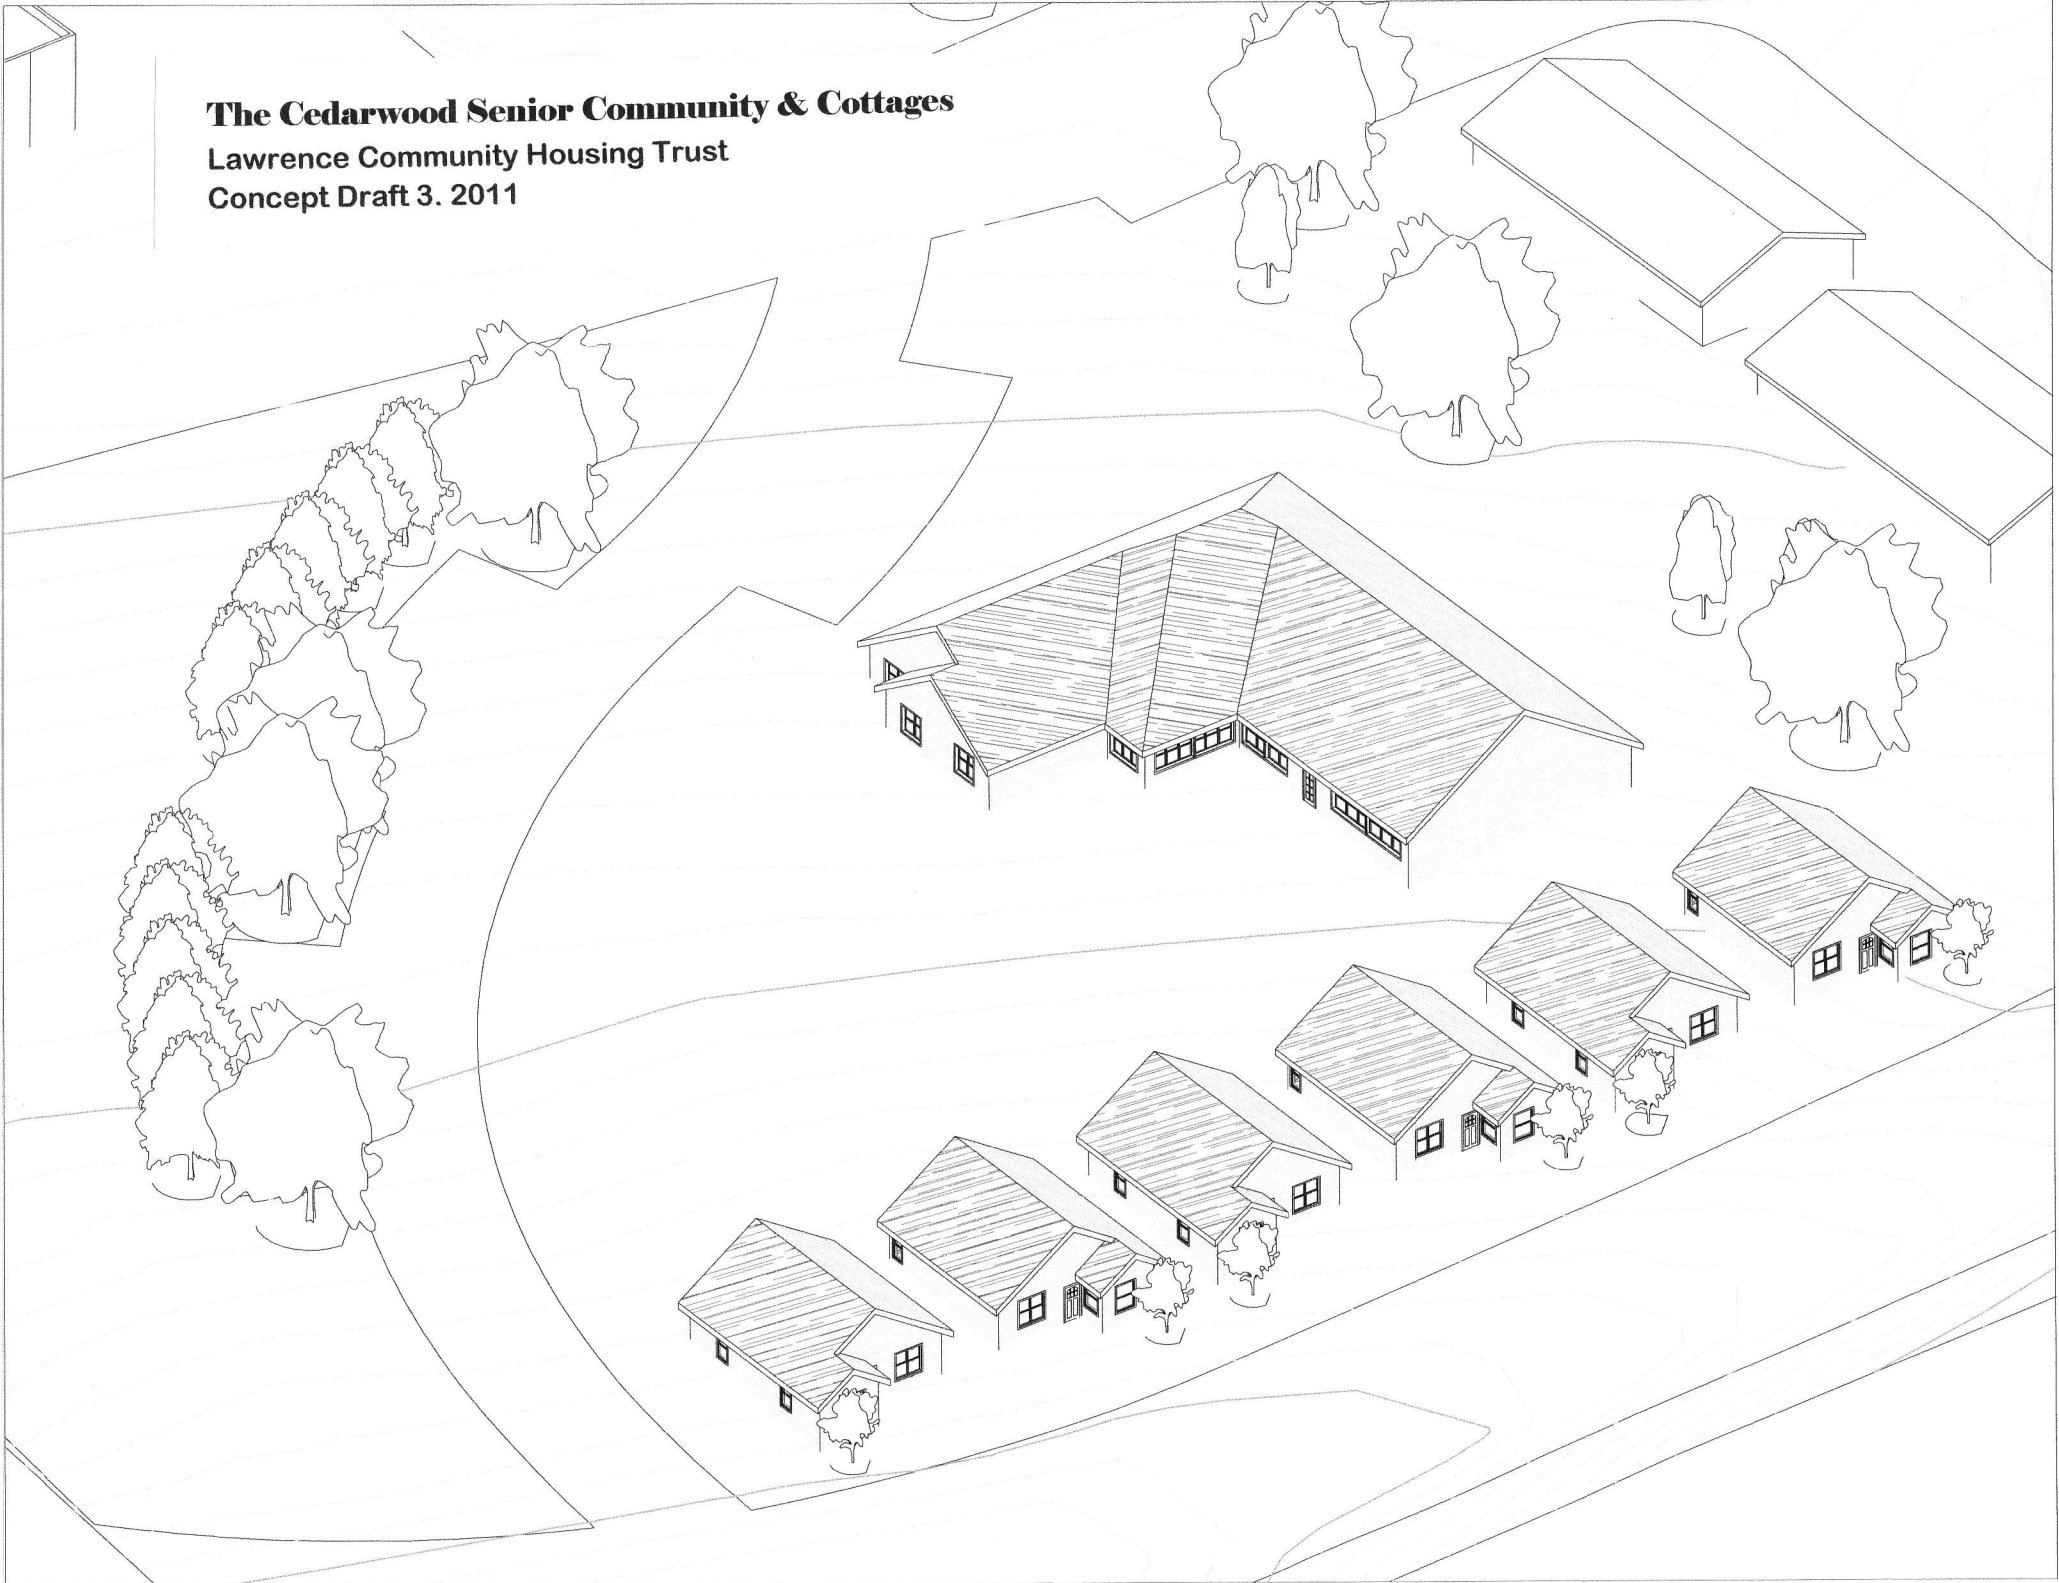 The Cedarwood Senior Community & Cottages
Lawrence Community Housing Trust
Concept Draft 3. 2011